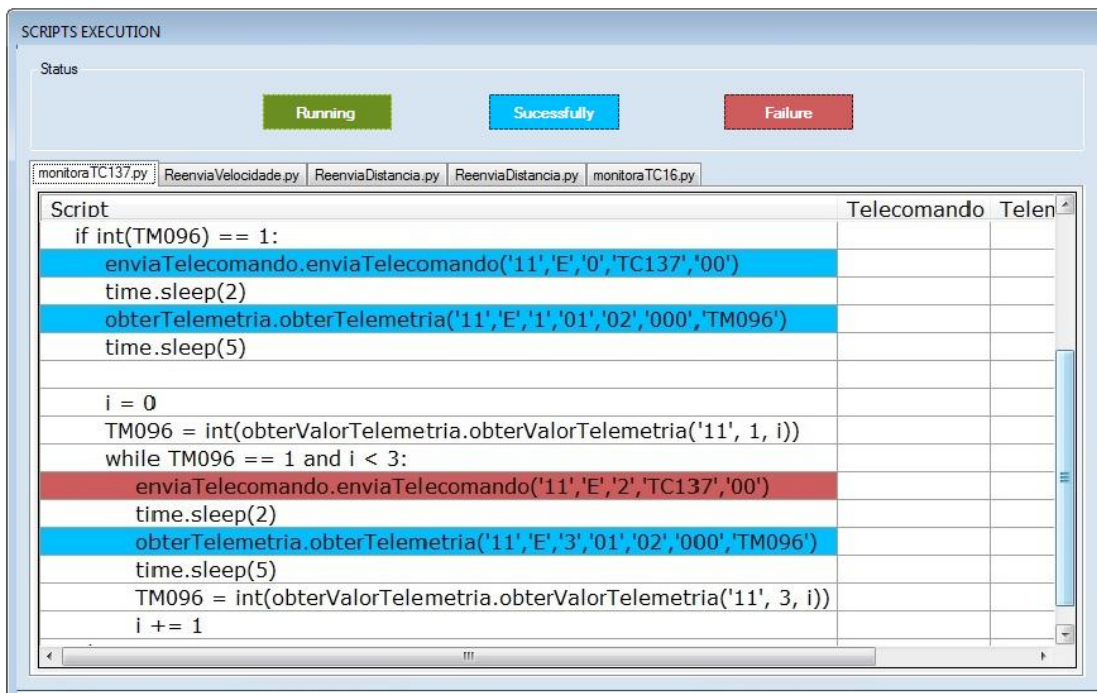 SCRIPTS EXECUTION
Status
Running
Sucessfully
Failure
monitoraTC137.py
ReenviaVelocidade.py
ReenviaDistancia.py
ReenviaDistancia.py
monitoraTC16.py
Script
Telecomando
Telem
if int(TM096) == 1:
enviaTelecomando.enviaTelecomando('11','E','0','TC137','00')
time.sleep(2)
obterTelemetria.obterTelemetria('11','E','1','01','02','000','TM096')
time.sleep(5)
i = 0
TM096 = int(obterValorTelemetria.obterValorTelemetria('11', 1, i))
while TM096 == 1 and i < 3:
enviaTelecomando.enviaTelecomando('11','E','2','TC137','00')
time.sleep(2)
obterTelemetria.obterTelemetria('11','E','3','01','02','000','TM096')
time.sleep(5)
TM096 = int(obterValorTelemetria.obterValorTelemetria('11', 3, i))
i += 1